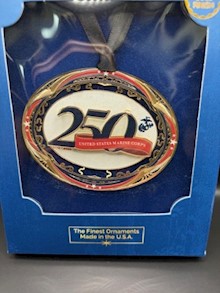 250
UNITED STATES MARINE CORPS
The Finest Ornaments
Made in the U.S.A.